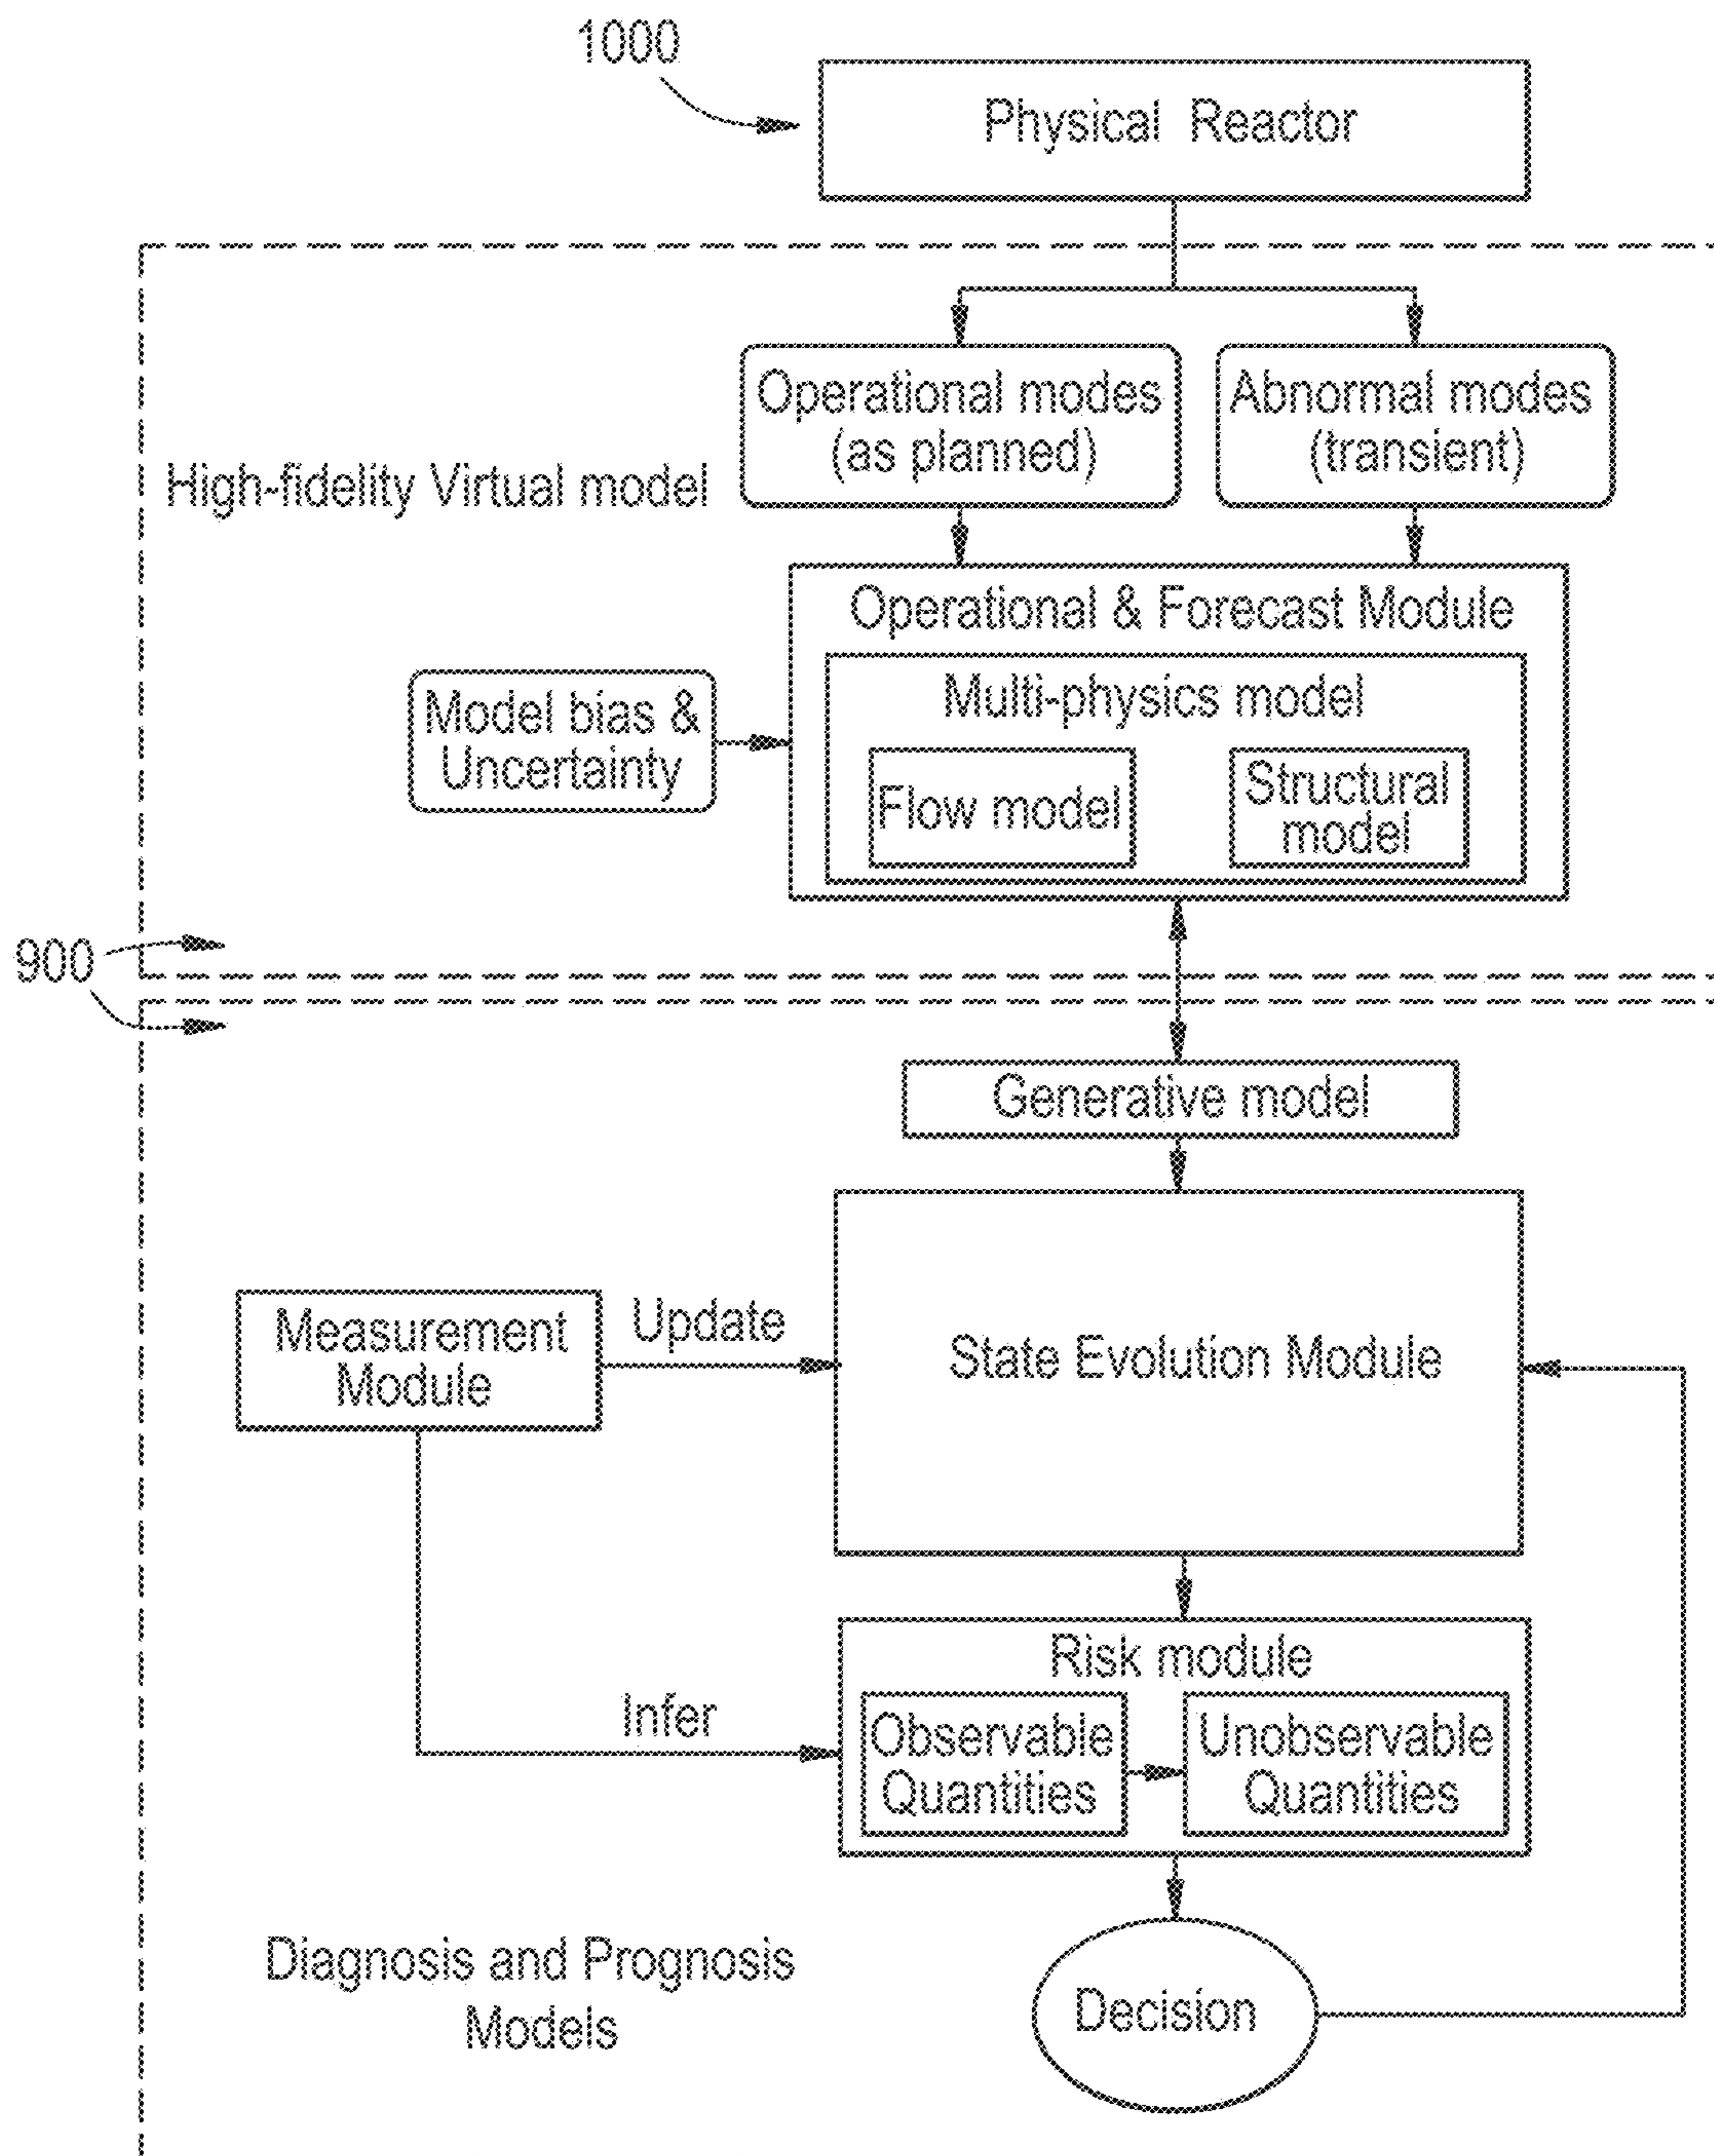 1000
Physical Reactor
Operational modes
(as planned)
Abnormal modes
(transient)
High-fidelity Virtual model
Operational & Forecast Module
Multi-physics model
Model bias &
Uncertainty
Flow model
Structural
model
900
Generative model
Measurement
Module
Update
State Evolution Module
Risk module
Infer
Observable
Quantities
Unobservable
Quantities
Diagnosis and Prognosis
Models
Decision